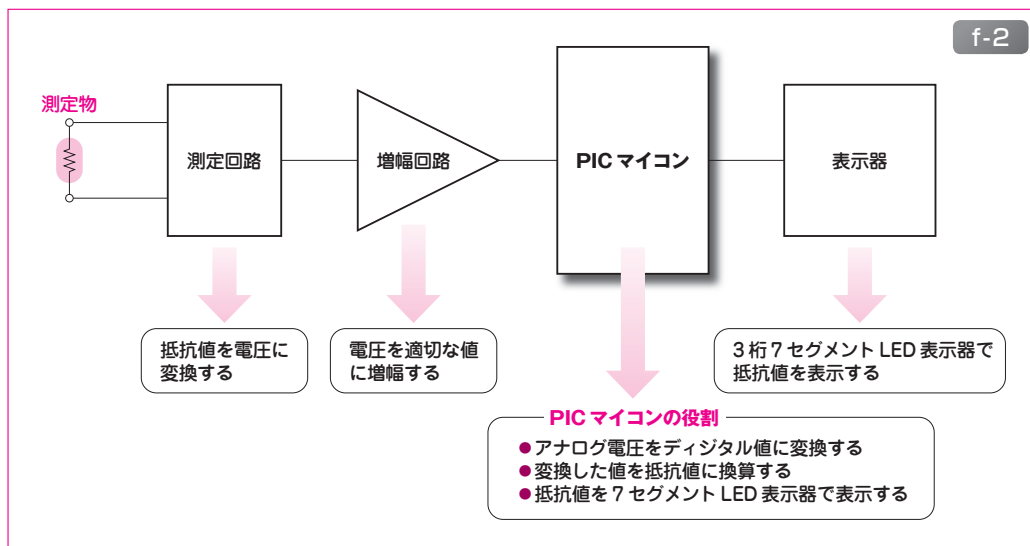 f-2
測定物
測定回路
増幅回路
PIC マイコン
表示器
抵抗値を電圧に
変換する
電圧を適切な値
に増幅する
3 桁 7 セグメント LED 表示器で
抵抗値を表示する
PIC マイコンの役割
●アナログ電圧をディジタル値に変換する
●変換した値を抵抗値に換算する
●抵抗値を 7 セグメント LED 表示器で表示する